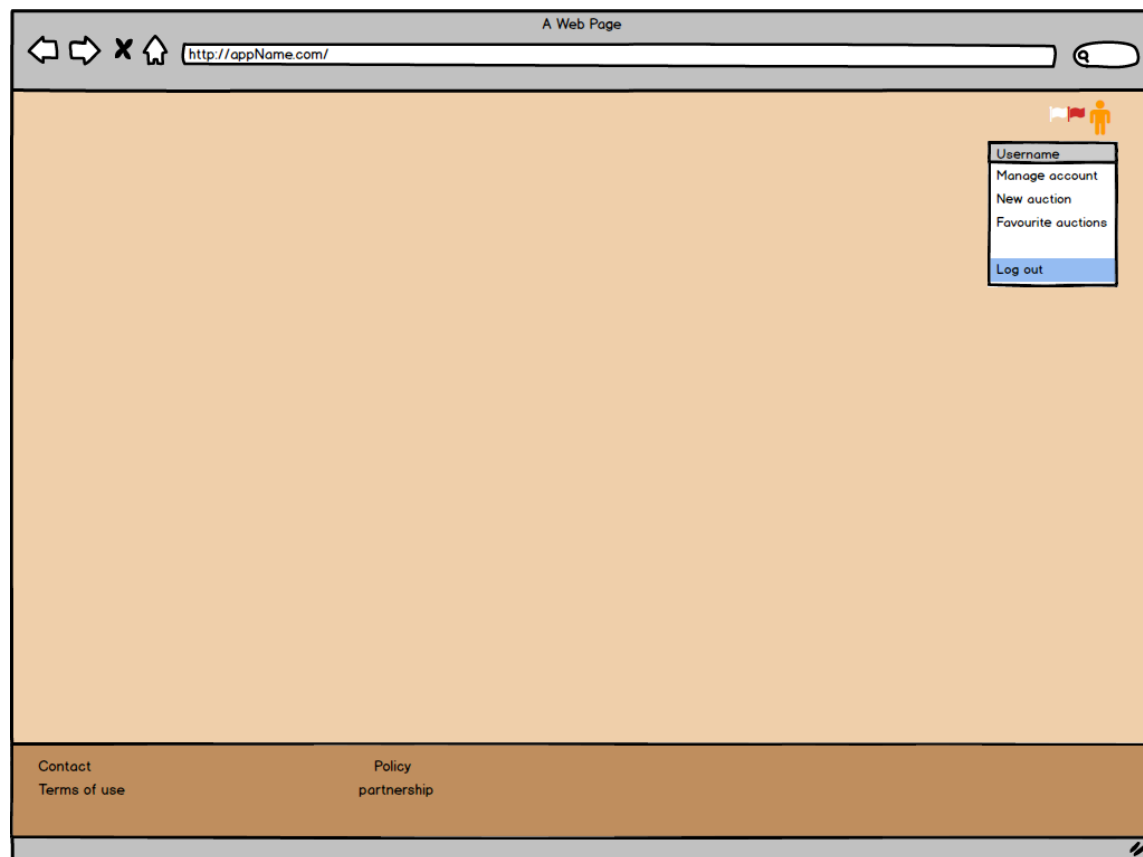 A Web Page
http://appName.com/
Username
Manage account
New auction
Favourite auctions
Log out
Contact
Policy
Terms of use
partnership